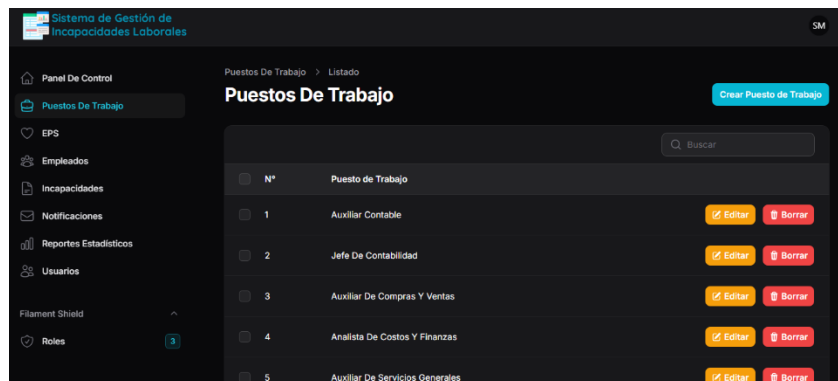 Sistema de Gestión de
Incapacidades Laborales
SM
Panel De Control
Puestos De Trabajo
EPS
Empleados
Incapacidades
Notificaciones
Reportes Estadísticos
Usuarios
Filament Shield
Roles 3
Puestos De Trabajo > Listado
Puestos De Trabajo
Crear Puesto de Trabajo
Buscar
N° Puesto de Trabajo
1 Auxiliar Contable Editar Borrar
2 Jefe De Contabilidad Editar Borrar
3 Auxiliar De Compras Y Ventas Editar Borrar
4 Analista De Costos Y Finanzas Editar Borrar
5 Auxiliar De Servicios Generales Editar Borrar